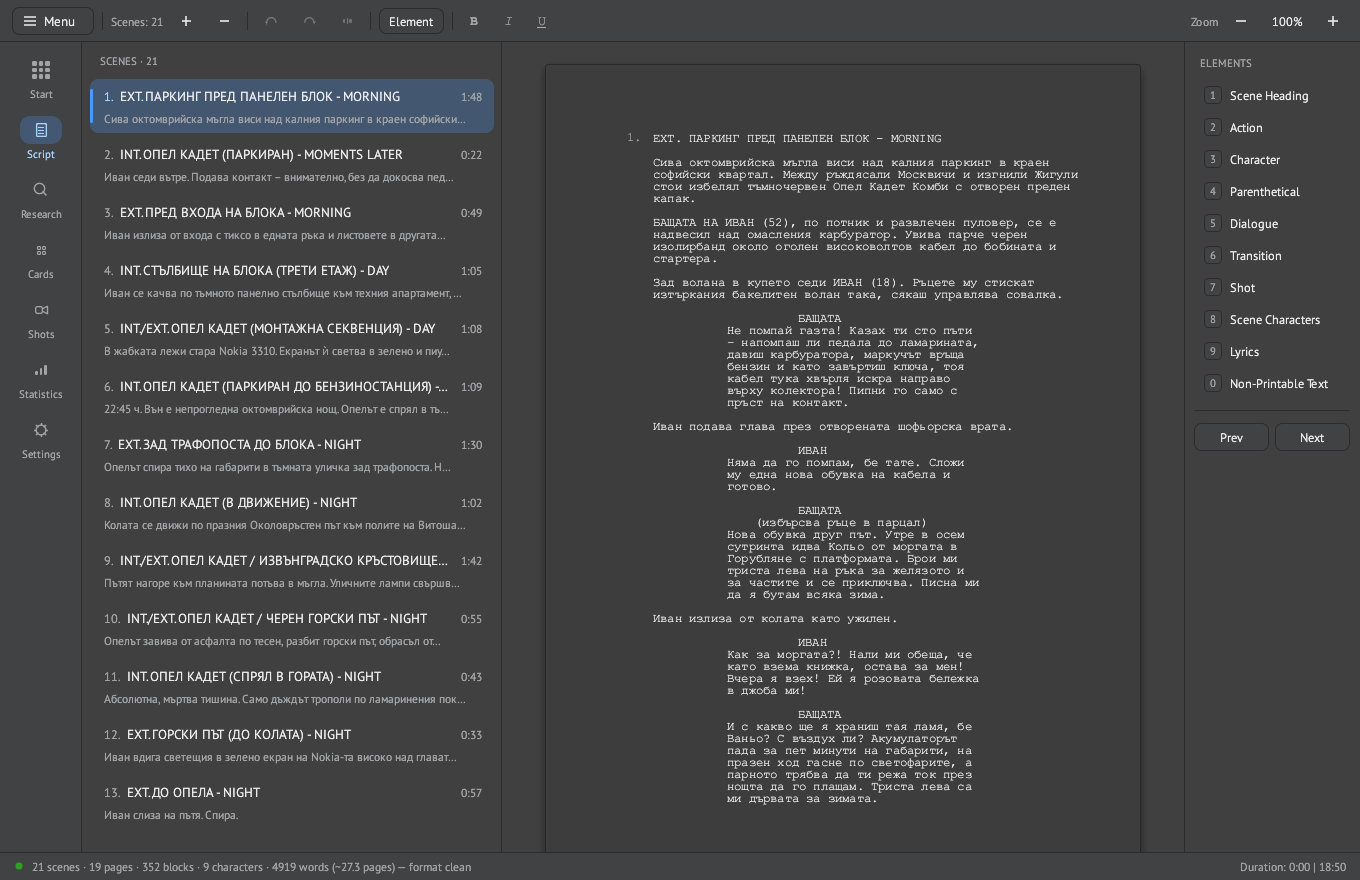 Menu
Scenes: 21
Element
B
I
U
Zoom
100%
Start
Script
Research
Cards
Shots
Statistics
Settings
SCENES · 21
1. EXT. ПАРКИНГ ПРЕД ПАНЕЛЕН БЛОК - MORNING 1:48
Сива октомврийска мъгла виси над калния паркинг в краен софийски…
2. INT. ОПЕЛ КАДЕТ (ПАРКИРАН) - MOMENTS LATER 0:22
Иван седи вътре. Подава контакт – внимателно, без да докосва пед…
3. EXT. ПРЕД ВХОДА НА БЛОКА - MORNING 0:49
Иван излиза от входа с тиксо в едната ръка и листовете в другата…
4. INT. СТЪЛБИЩЕ НА БЛОКА (ТРЕТИ ЕТАЖ) - DAY 1:05
Иван се качва по тъмното панелно стълбище към техния апартамент, …
5. INT./EXT. ОПЕЛ КАДЕТ (МОНТАЖНА СЕКВЕНЦИЯ) - DAY 1:08
В жабката лежи стара Nokia 3310. Екранът ѝ светва в зелено и пиу…
6. INT. ОПЕЛ КАДЕТ (ПАРКИРАН ДО БЕНЗИНОСТАНЦИЯ) -… 1:09
22:45 ч. Вън е непрогледна октомврийска нощ. Опелът е спрял в тъ…
7. EXT. ЗАД ТРАФОПОСТА ДО БЛОКА - NIGHT 1:30
Опелът спира тихо на габарити в тъмната уличка зад трафопоста. Н…
8. INT. ОПЕЛ КАДЕТ (В ДВИЖЕНИЕ) - NIGHT 1:02
Колата се движи по празния Околовръстен път към полите на Витоша…
9. INT./EXT. ОПЕЛ КАДЕТ / ИЗВЪНГРАДСКО КРЪСТОВИЩЕ… 1:42
Пътят нагоре към планината потъва в мъгла. Уличните лампи свършв…
10. INT./EXT. ОПЕЛ КАДЕТ / ЧЕРЕН ГОРСКИ ПЪТ - NIGHT 0:55
Опелът завива от асфалта по тесен, разбит горски път, обрасъл от…
11. INT. ОПЕЛ КАДЕТ (СПРЯЛ В ГОРАТА) - NIGHT 0:43
Абсолютна, мъртва тишина. Само дъждът трополи по ламаринения пок…
12. EXT. ГОРСКИ ПЪТ (ДО КОЛАТА) - NIGHT 0:33
Иван вдига светещия в зелено екран на Nokia-та високо над глават…
13. EXT. ДО ОПЕЛА - NIGHT 0:57
Иван слиза на пътя. Спира.
1. EXT. ПАРКИНГ ПРЕД ПАНЕЛЕН БЛОК - MORNING
Сива октомврийска мъгла виси над калния паркинг в краен
софийски квартал. Между ръждясали Москвичи и изгнили Жигули
стои избелял тъмночервен Опел Кадет Комби с отворен преден
капак.
БАЩАТА НА ИВАН (52), по потник и развлечен пуловер, се е
надвесил над омасления карбуратор. Увива парче черен
изолирбанд около оголен високоволтов кабел до бобината и
стартера.
Зад волана в купето седи ИВАН (18). Ръцете му стискат
изтъркания бакелитен волан така, сякаш управлява совалка.
БАЩАТА
Не помпай газта! Казах ти сто пъти
– напомпаш ли педала до ламарината,
давиш карбуратора, маркучът връща
бензин и като завъртиш ключа, тоя
кабел тука хвърля искра направо
върху колектора! Пипни го само с
пръст на контакт.
Иван подава глава през отворената шофьорска врата.
ИВАН
Няма да го помпам, бе тате. Сложи
му една нова обувка на кабела и
готово.
БАЩАТА
(избърсва ръце в парцал)
Нова обувка друг път. Утре в осем
сутринта идва Кольо от моргата в
Горубляне с платформата. Брои ми
триста лева на ръка за желязото и
за частите и се приключва. Писна ми
да я бутам всяка зима.
Иван излиза от колата като ужилен.
ИВАН
Как за моргата?! Нали ми обеща, че
като взема книжка, остава за мен!
Вчера я взех! Ей я розовата бележка
в джоба ми!
БАЩАТА
И с какво ще я храниш тая ламя, бе
Ваньо? С въздух ли? Акумулаторът
пада за пет минути на габарити, на
празен ход гасне по светофарите, а
парното трябва да ти режа ток през
нощта да го плащам. Триста лева са
ми дървата за зимата.
ELEMENTS
1 Scene Heading
2 Action
3 Character
4 Parenthetical
5 Dialogue
6 Transition
7 Shot
8 Scene Characters
9 Lyrics
0 Non-Printable Text
Prev
Next
21 scenes · 19 pages · 352 blocks · 9 characters · 4919 words (~27.3 pages) — format clean
Duration: 0:00 | 18:50